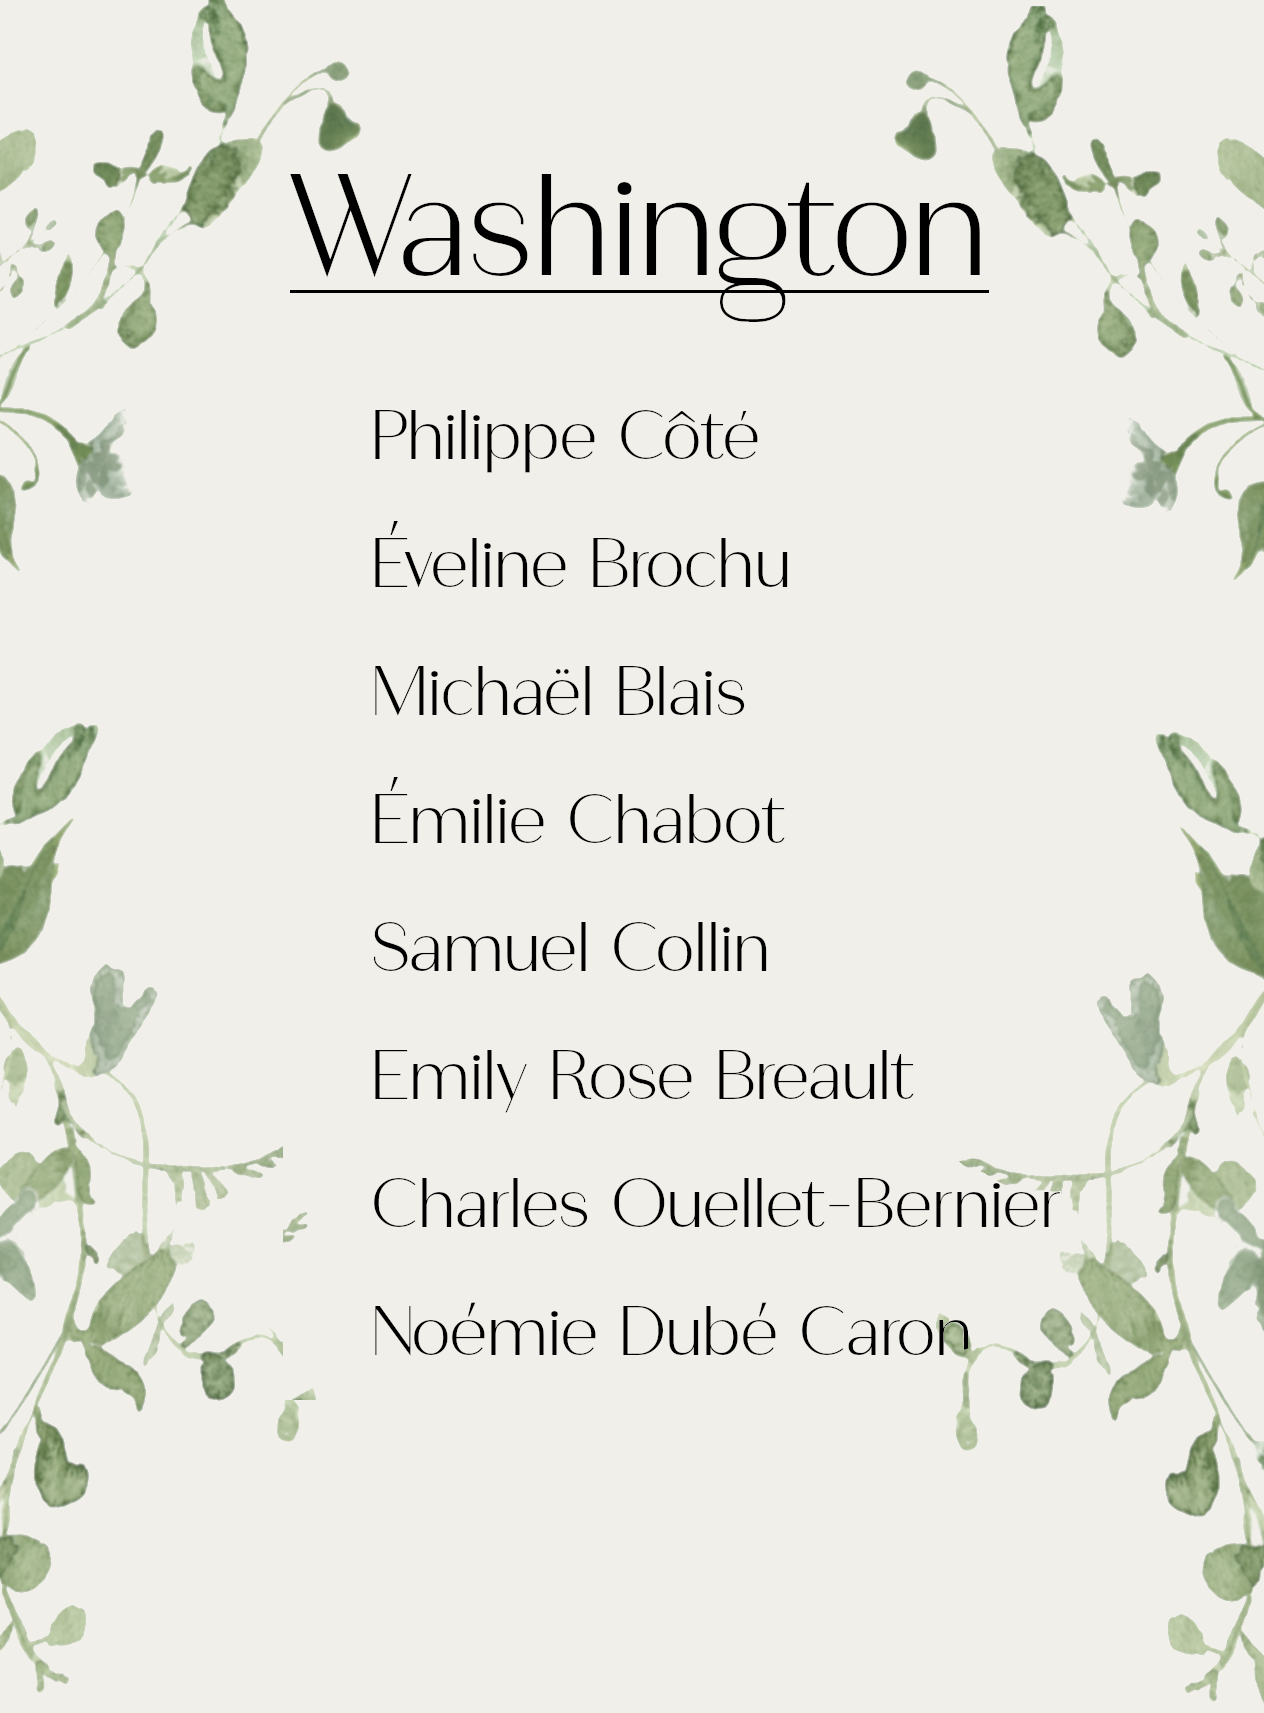 Washington
Philippe Côté
Éveline Brochu
Michaël Blais
Émilie Chabot
Samuel Collin
Emily Rose Breault
Charles Ouellet-Bernier
Noémie Dubé Caron